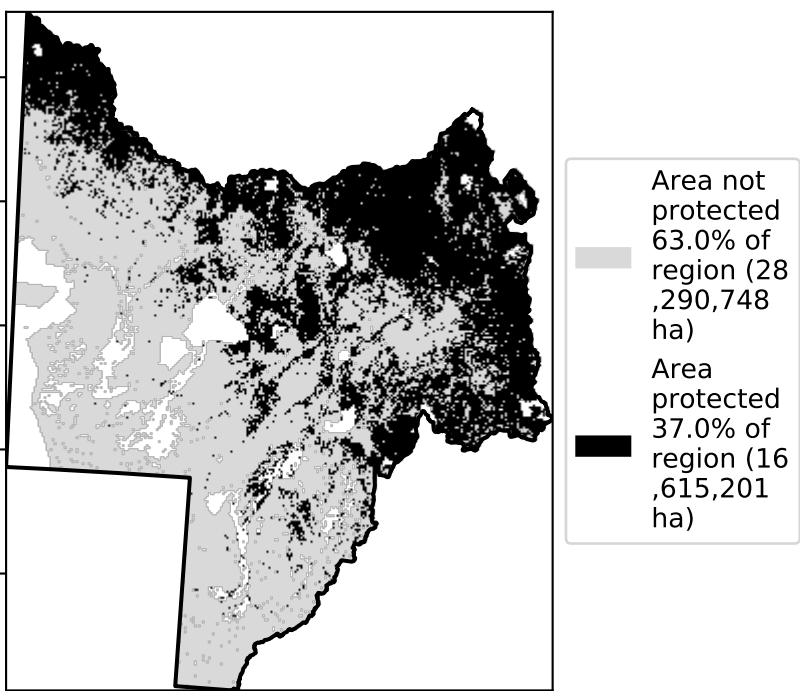 Area not
protected
63.0% of
region (28
,290,748
ha)
Area
protected
37.0% of
region (16
,615,201
ha)